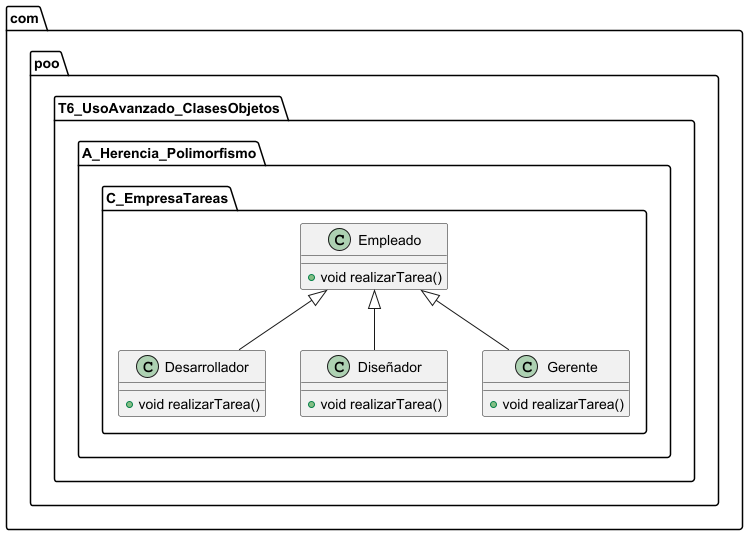 com
poo
T6_UsoAvanzado_ClasesObjetos
A_Herencia_Polimorfismo
C_EmpresaTareas
C Empleado
void realizarTarea()
C Desarrollador
void realizarTarea()
C Diseñador
void realizarTarea()
C Gerente
void realizarTarea()